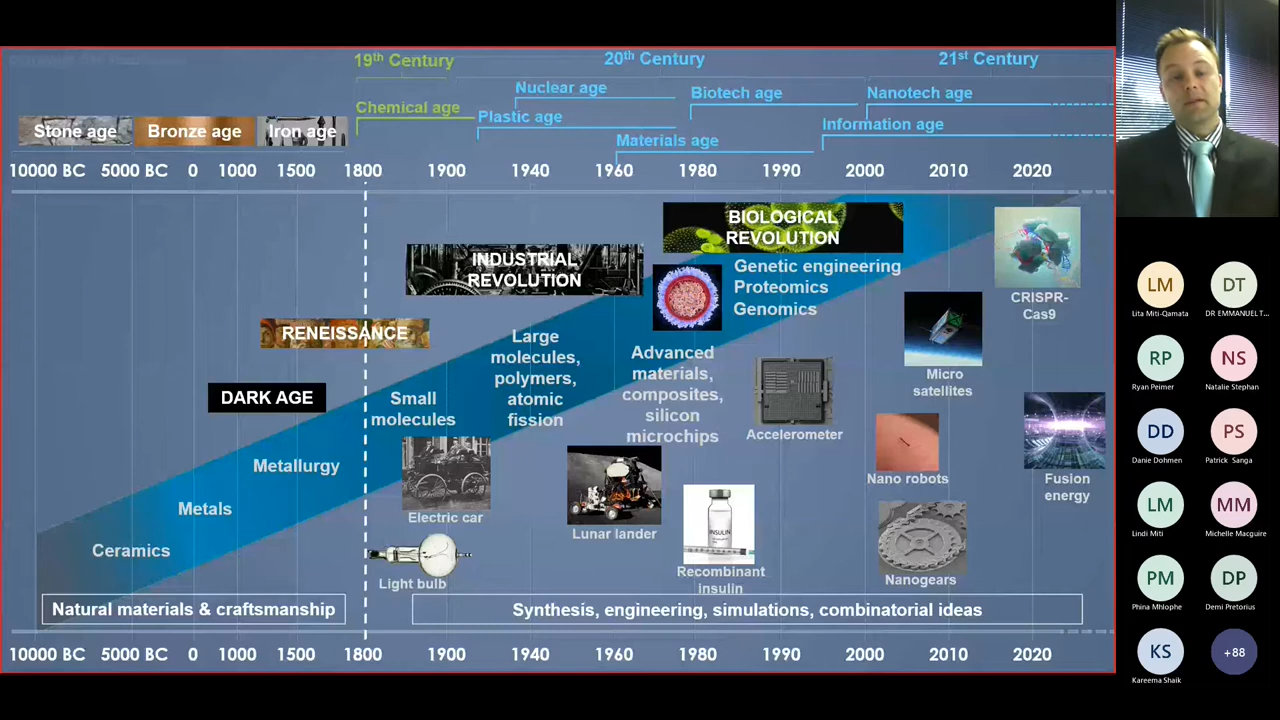 19th Century
20th Century
21st Century
Chemical age
Nuclear age
Plastic age
Materials age
Biotech age
Nanotech age
Information age
Stone age
Bronze age
Iron age
10000 BC 5000 BC 0 1000 1500 1800 1900 1940 1960 1980 1990 2000 2010 2020
BIOLOGICAL
REVOLUTION
Genetic engineering
Proteomics
Genomics
INDUSTRIAL
REVOLUTION
RENEISSANCE
DARK AGE
Ceramics
Metals
Metallurgy
Small
molecules
Large
molecules,
polymers,
atomic
fission
Advanced
materials,
composites,
silicon
microchips
Electric car
Light bulb
Lunar lander
INSULIN
Recombinant
insulin
Accelerometer
Micro
satellites
Nano robots
Nanogears
CRISPR-
Cas9
Fusion
energy
Natural materials & craftsmanship
Synthesis, engineering, simulations, combinatorial ideas
10000 BC 5000 BC 0 1000 1500 1800 1900 1940 1960 1980 1990 2000 2010 2020
LM
Lita Miti-Qamata
DT
DR EMMANUEL T...
RP
Ryan Peimer
NS
Natalie Stephan
DD
Danie Dohmen
PS
Patrick Sanga
LM
Lindi Miti
MM
Michelle Macguire
PM
Phina Mhlophe
DP
Demi Pretorius
KS
Kareema Shaik
+88